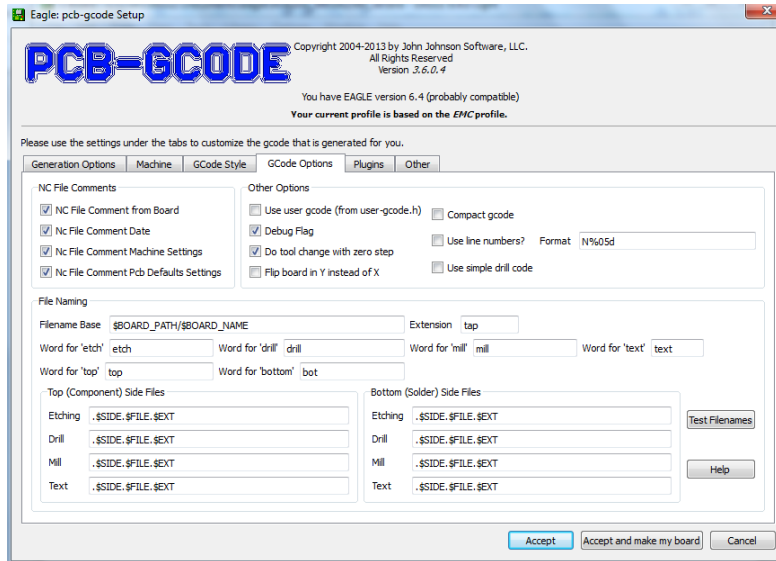 Eagle: pcb-gcode Setup
PCB-GCODE
Copyright 2004-2013 by John Johnson Software, LLC.
All Rights Reserved
Version 3.6.0.4
You have EAGLE version 6.4 (probably compatible)
Your current profile is based on the EMC profile.
Please use the settings under the tabs to customize the gcode that is generated for you.
Generation Options Machine GCode Style GCode Options Plugins Other
NC File Comments
NC File Comment from Board
Nc File Comment Date
Nc File Comment Machine Settings
Nc File Comment Pcb Defaults Settings
Other Options
Use user gcode (from user-gcode.h)
Debug Flag
Do tool change with zero step
Flip board in Y instead of X
Compact gcode
Use line numbers? Format N%05d
Use simple drill code
File Naming
Filename Base $BOARD_PATH/$BOARD_NAME Extension tap
Word for 'etch' etch Word for 'drill' drill Word for 'mill' mill Word for 'text' text
Word for 'top' top Word for 'bottom' bot
Top (Component) Side Files
Etching .$SIDE.$FILE.$EXT
Drill .$SIDE.$FILE.$EXT
Mill .$SIDE.$FILE.$EXT
Text .$SIDE.$FILE.$EXT
Bottom (Solder) Side Files
Etching .$SIDE.$FILE.$EXT
Drill .$SIDE.$FILE.$EXT
Mill .$SIDE.$FILE.$EXT
Text .$SIDE.$FILE.$EXT
Test Filenames
Help
Accept Accept and make my board Cancel